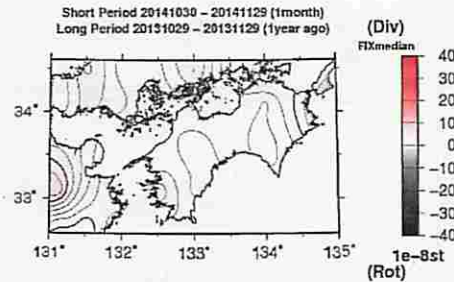 Short Period 20141030 – 20141129 (1month)
Long Period 20131029 – 20131129 (1year ago)
(Div)
FIXmedian
40
30
20
10
0
0
−10
−20
−30
−40
1e−8st
(Rot)
34°
33°
131°
132°
133°
134°
135°